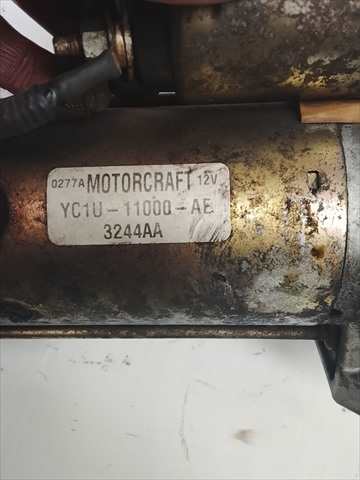 0277A MOTORCRAFT 12V
YC1U-11000-AE
3244AA